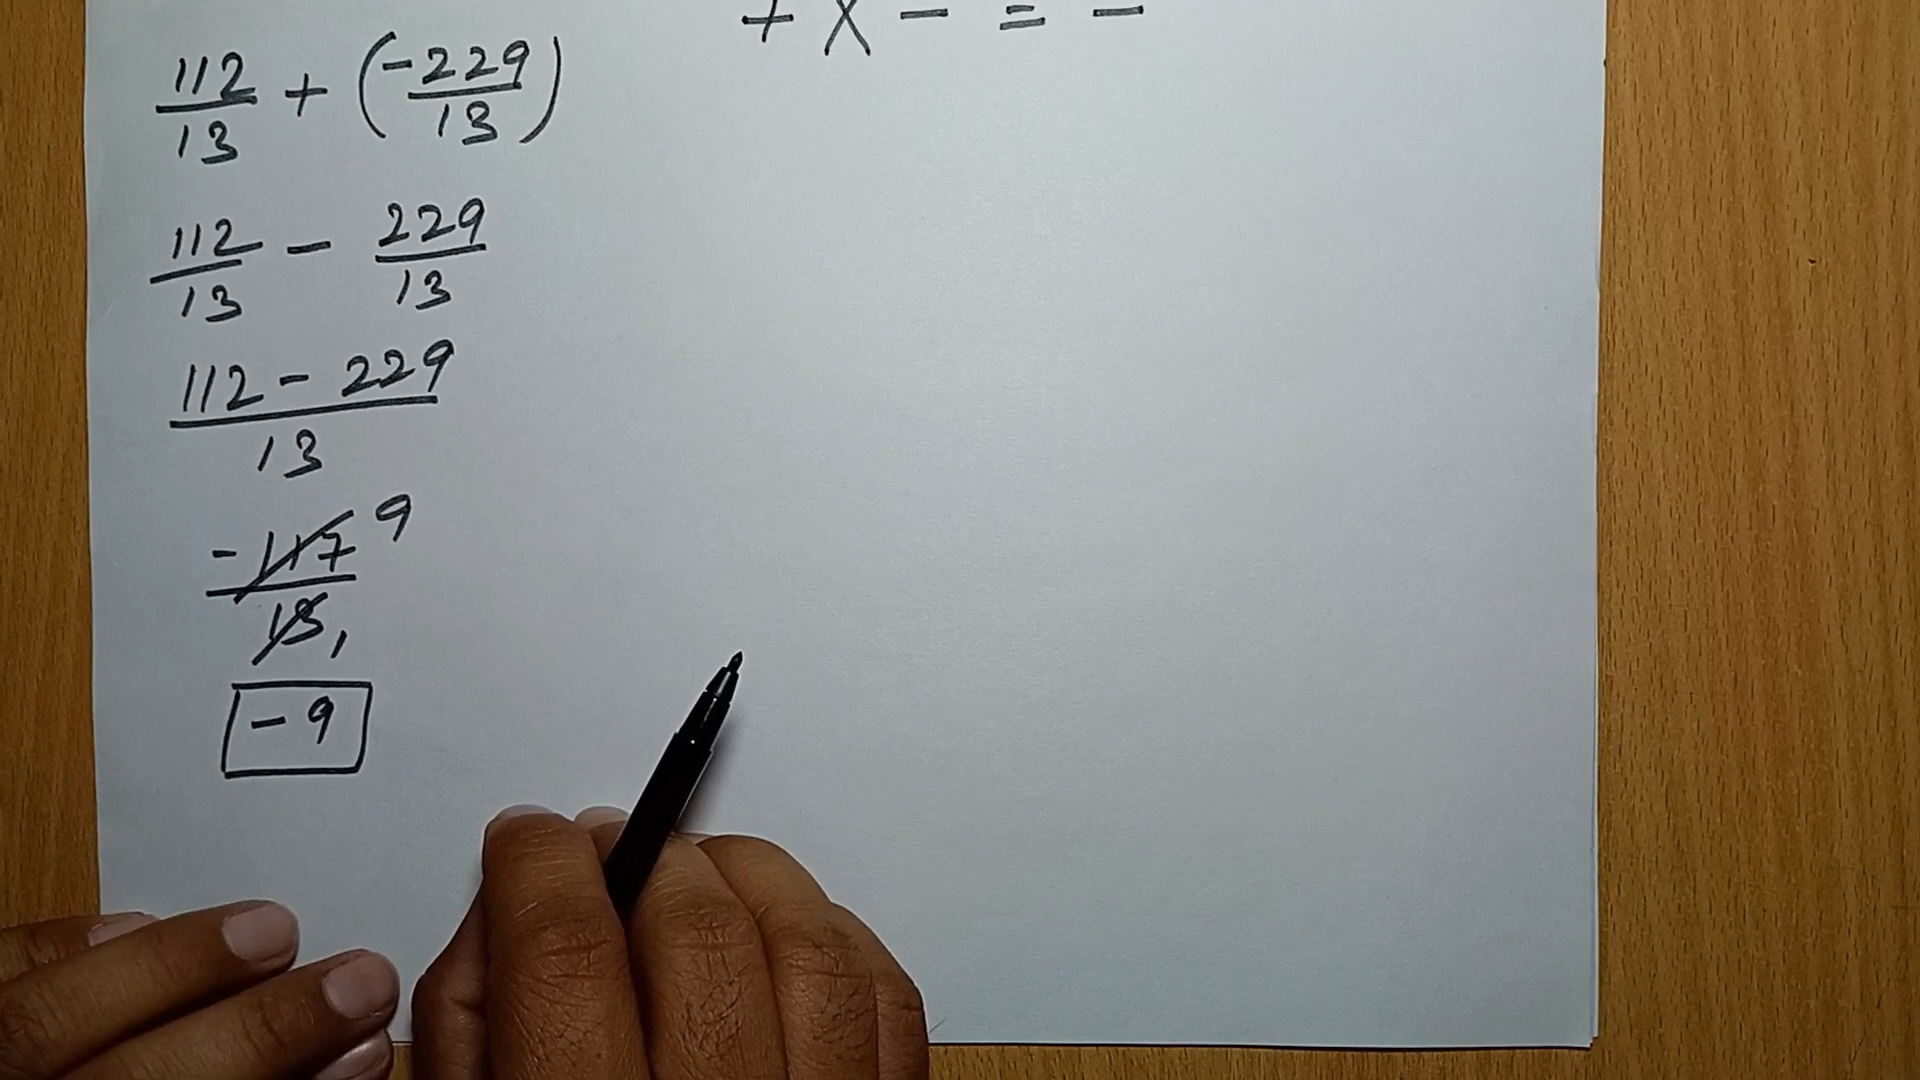 + x - = -
112/13 + (-229/13)
112/13 - 229/13
112 - 229/13
-117/13 9 1
-9